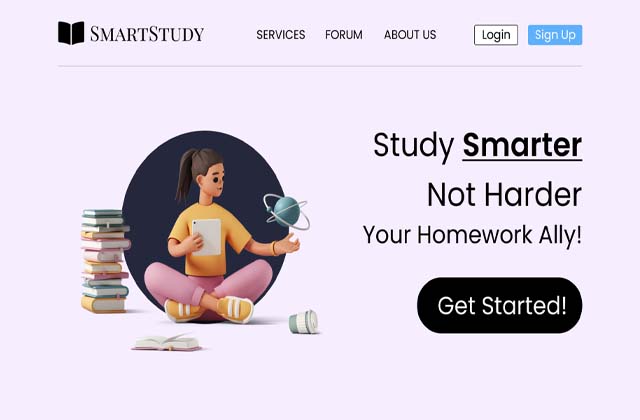 SMARTSTUDY
SERVICES FORUM ABOUT US
Login Sign Up
Study Smarter
Not Harder
Your Homework Ally!
Get Started!